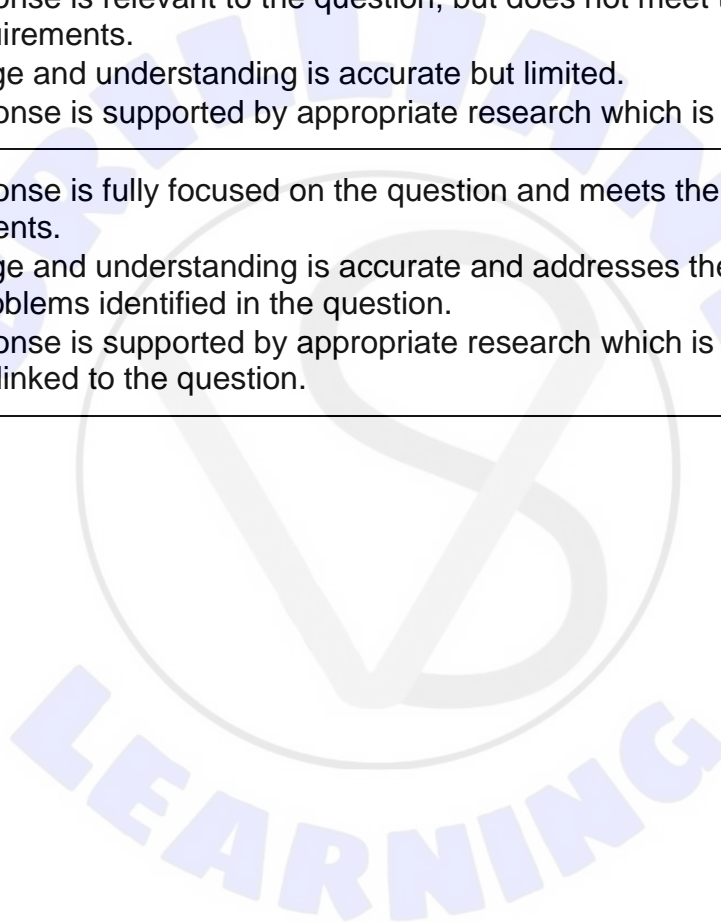 onse is relevant to the question, but does not meet
uirements.
ge and understanding is accurate but limited.
onse is supported by appropriate research which is
onse is fully focused on the question and meets the
ents.
ge and understanding is accurate and addresses the
oblems identified in the question.
onse is supported by appropriate research which is
linked to the question.
BRILLIANT
VS
LEARNING